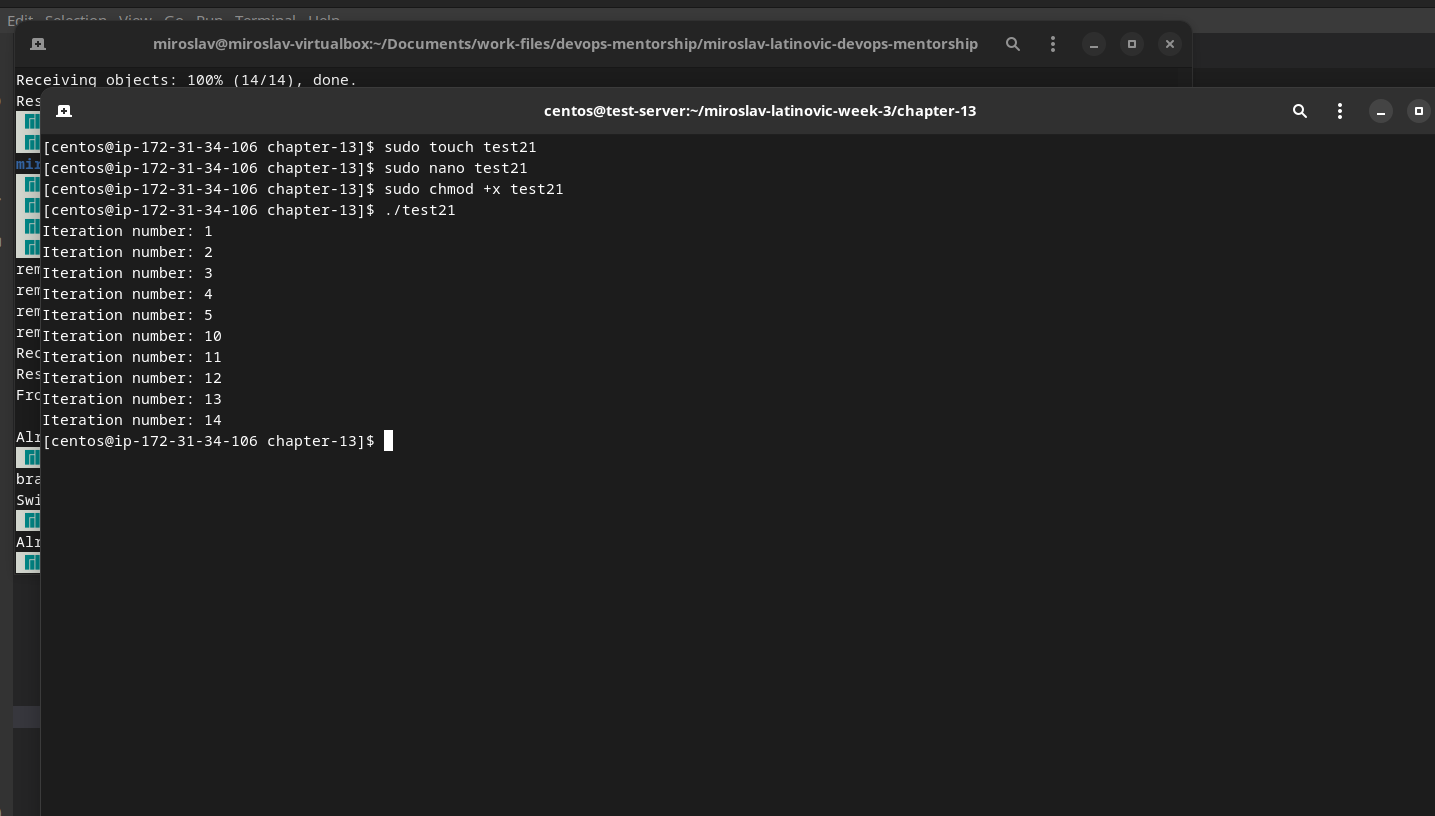 Edit Selection View Go Run Terminal Help
miroslav@miroslav-virtualbox:~/Documents/work-files/devops-mentorship/miroslav-latinovic-devops-mentorship
Receiving objects: 100% (14/14), done.
Res
centos@test-server:~/miroslav-latinovic-week-3/chapter-13
[centos@ip-172-31-34-106 chapter-13]$ sudo touch test21
mir
[centos@ip-172-31-34-106 chapter-13]$ sudo nano test21
[centos@ip-172-31-34-106 chapter-13]$ sudo chmod +x test21
[centos@ip-172-31-34-106 chapter-13]$ ./test21
Iteration number: 1
Iteration number: 2
rem
Iteration number: 3
rem
Iteration number: 4
rem
Iteration number: 5
rem
Iteration number: 10
Rec
Iteration number: 11
Res
Iteration number: 12
Fro
Iteration number: 13
Iteration number: 14
Alr
[centos@ip-172-31-34-106 chapter-13]$
bra
Swi
Alr